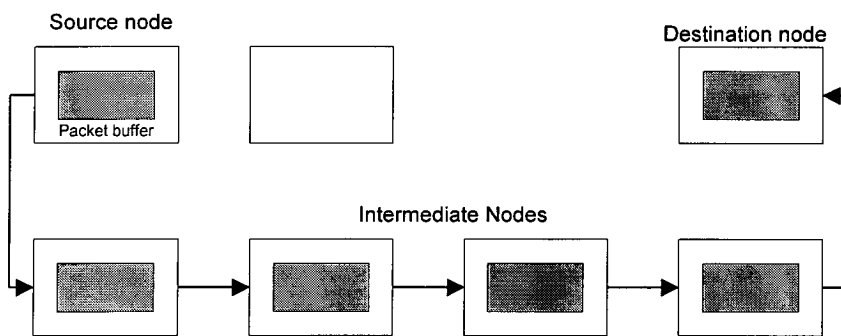 Source node
Destination node
Packet buffer
Intermediate Nodes